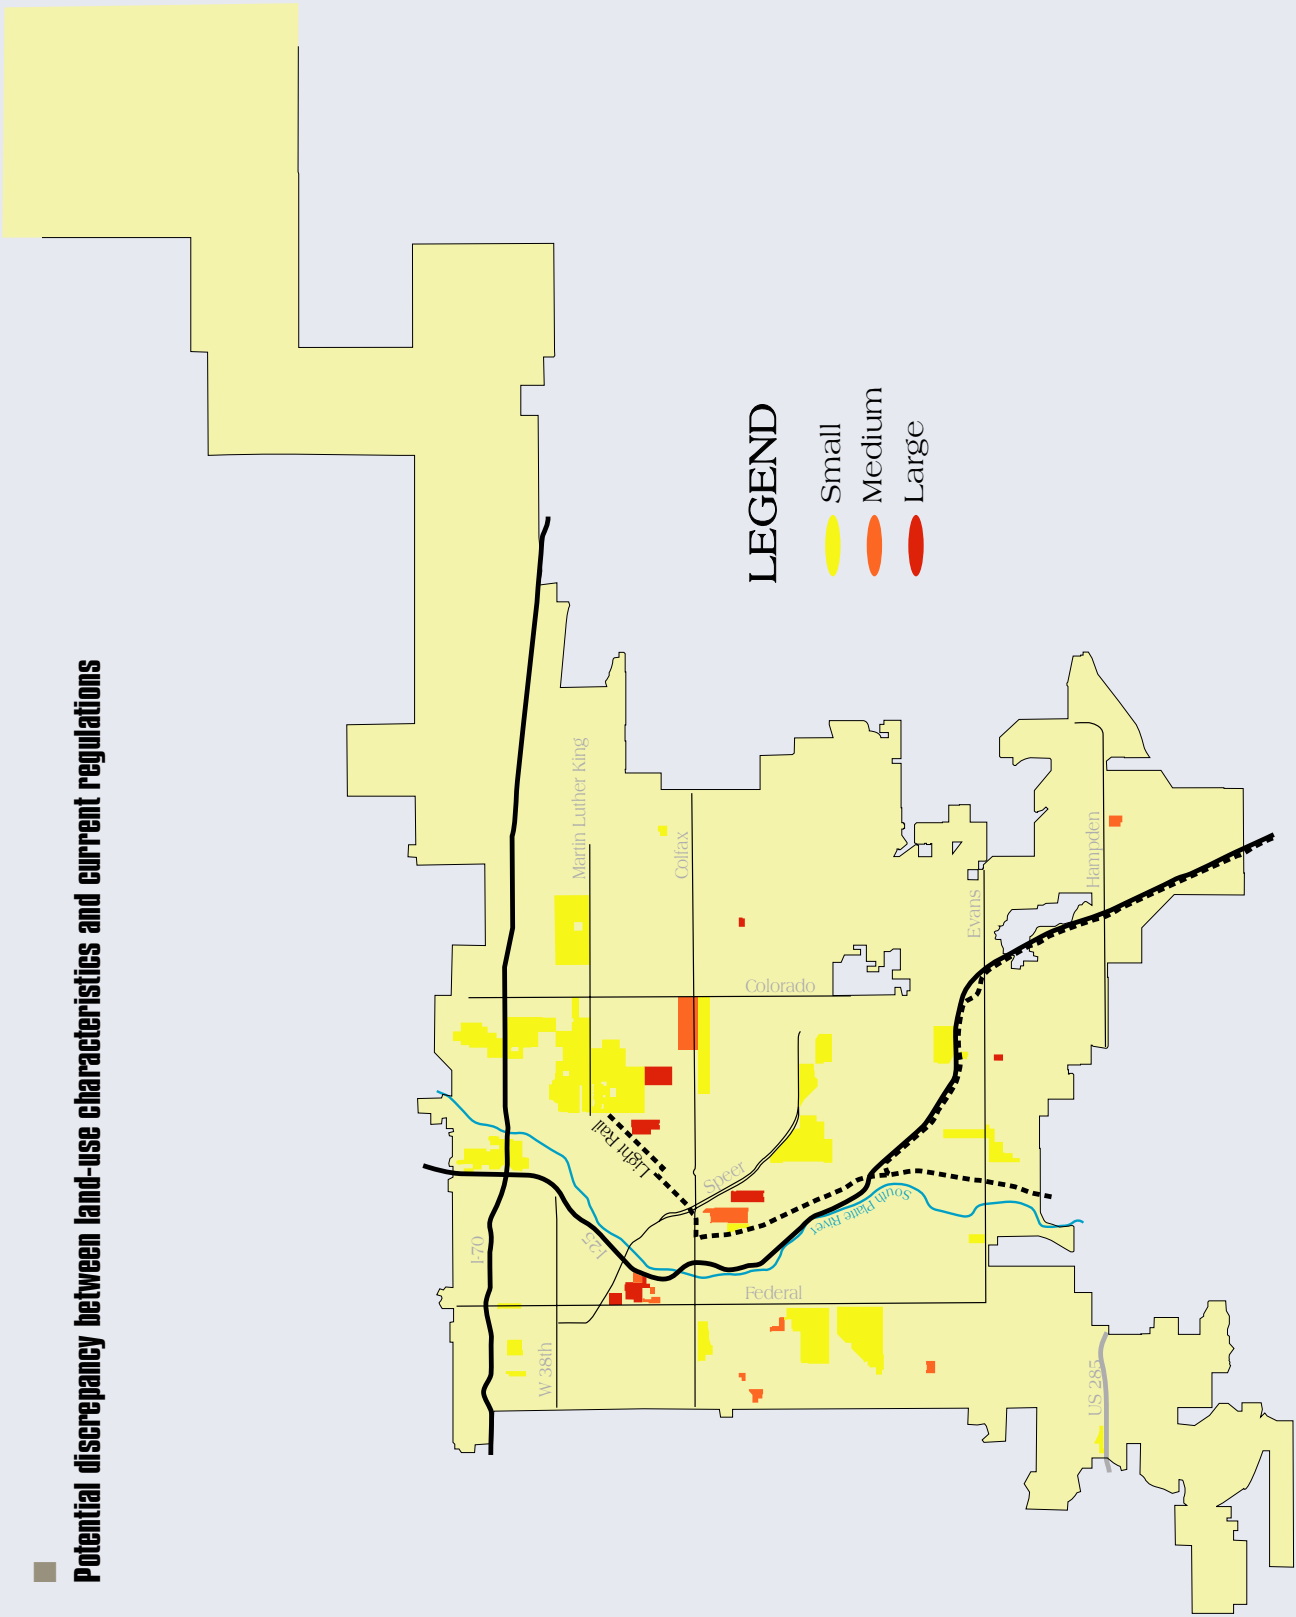 Potential discrepancy between land-use characteristics and current regulations
LEGEND
Small
Medium
Large
I-70
W 38th
I-25
Martin Luther King
Light Rail
Colfax
Speer
Colorado
Federal
South Platte River
Evans
Hampden
US 285